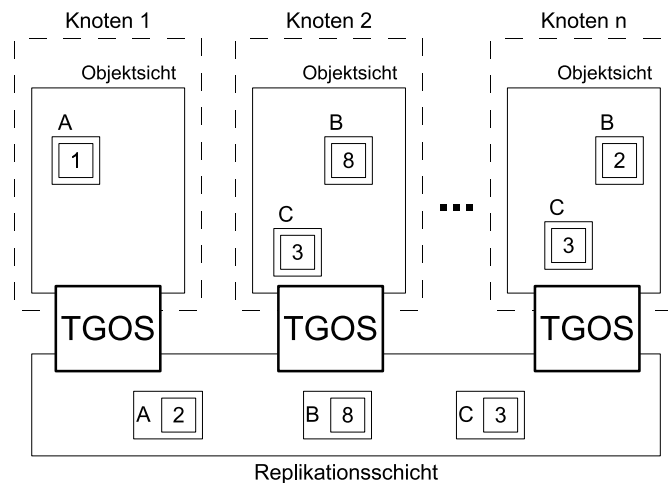 Knoten 1
Knoten 2
Knoten n
Objektsicht
Objektsicht
Objektsicht
A
1
B
8
C
3
...
B
2
C
3
TGOS
TGOS
TGOS
A 2
B 8
C 3
Replikationsschicht